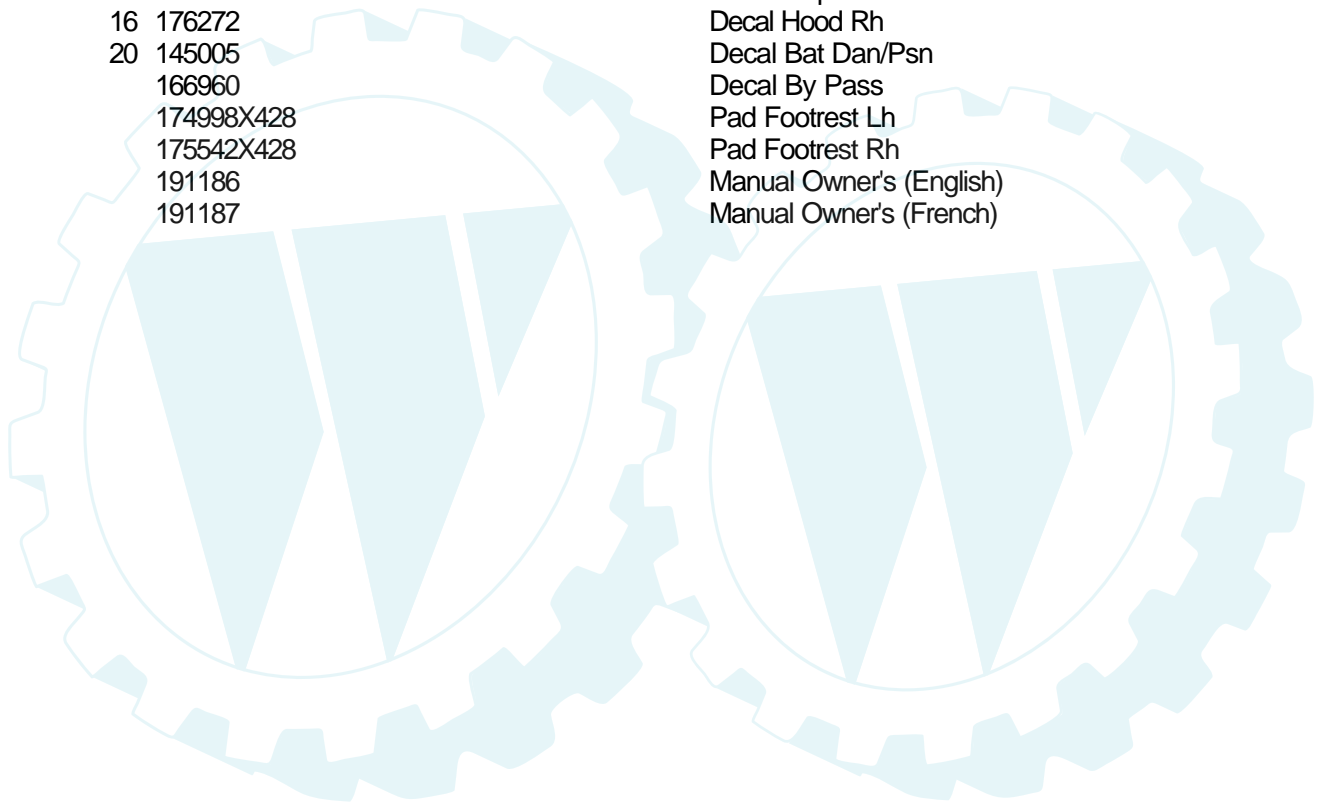 16 176272 Decal Hood Rh
20 145005 Decal Bat Dan/Psn
166960 Decal By Pass
174998X428 Pad Footrest Lh
175542X428 Pad Footrest Rh
191186 Manual Owner's (English)
191187 Manual Owner's (French)